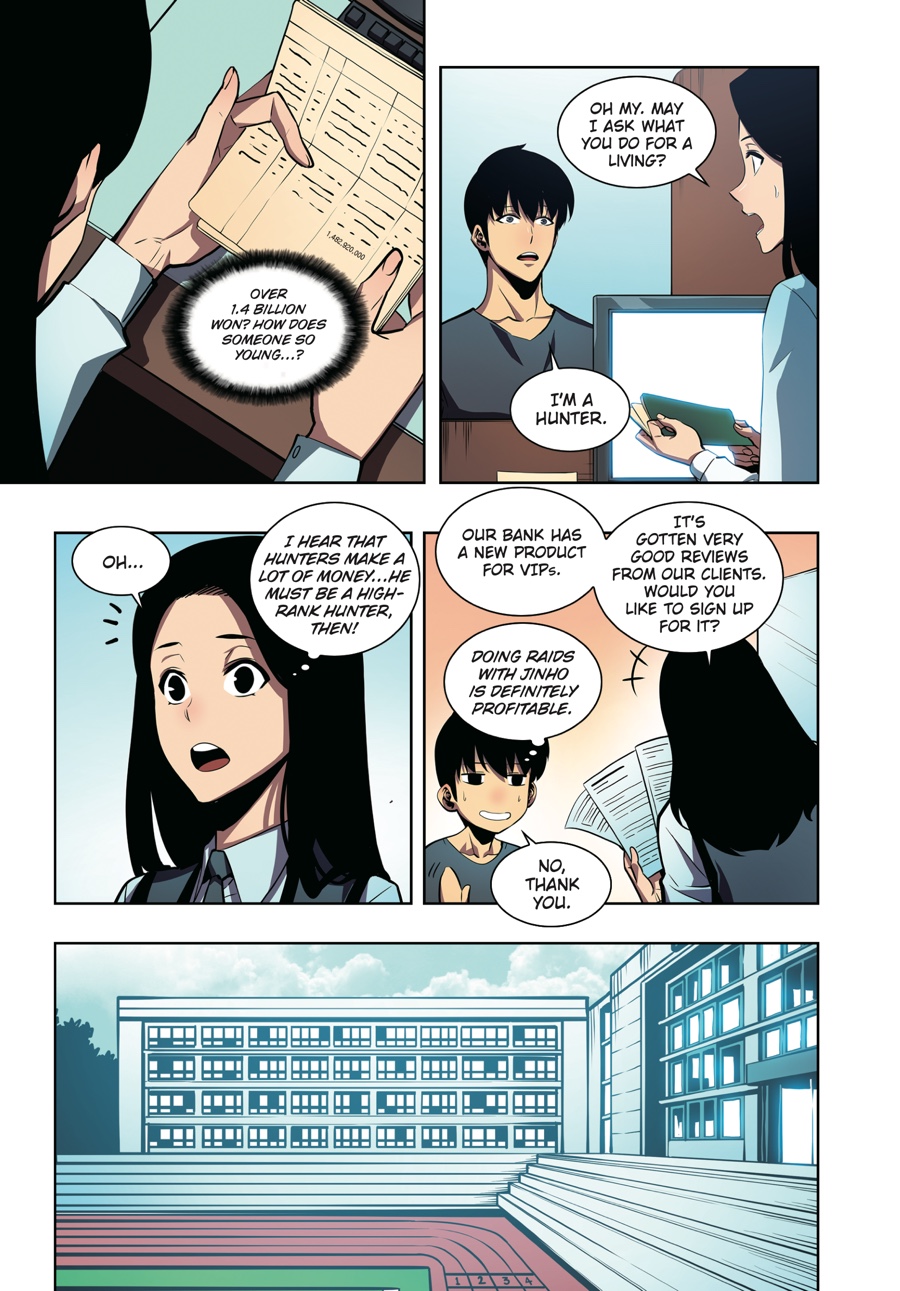 1,482,920,000
OVER
1.4 BILLION
WON? HOW DOES
SOMEONE SO
YOUNG...?
OH MY. MAY
I ASK WHAT
YOU DO FOR A
LIVING?
I'M A
HUNTER.
OH...
I HEAR THAT
HUNTERS MAKE A
LOT OF MONEY...HE
MUST BE A HIGH-
RANK HUNTER,
THEN!
OUR BANK HAS
A NEW PRODUCT
FOR VIPs.
IT'S
GOTTEN VERY
GOOD REVIEWS
FROM OUR CLIENTS.
WOULD YOU
LIKE TO SIGN UP
FOR IT?
DOING RAIDS
WITH JINHO
IS DEFINITELY
PROFITABLE.
NO,
THANK
YOU.
1 2 3 4